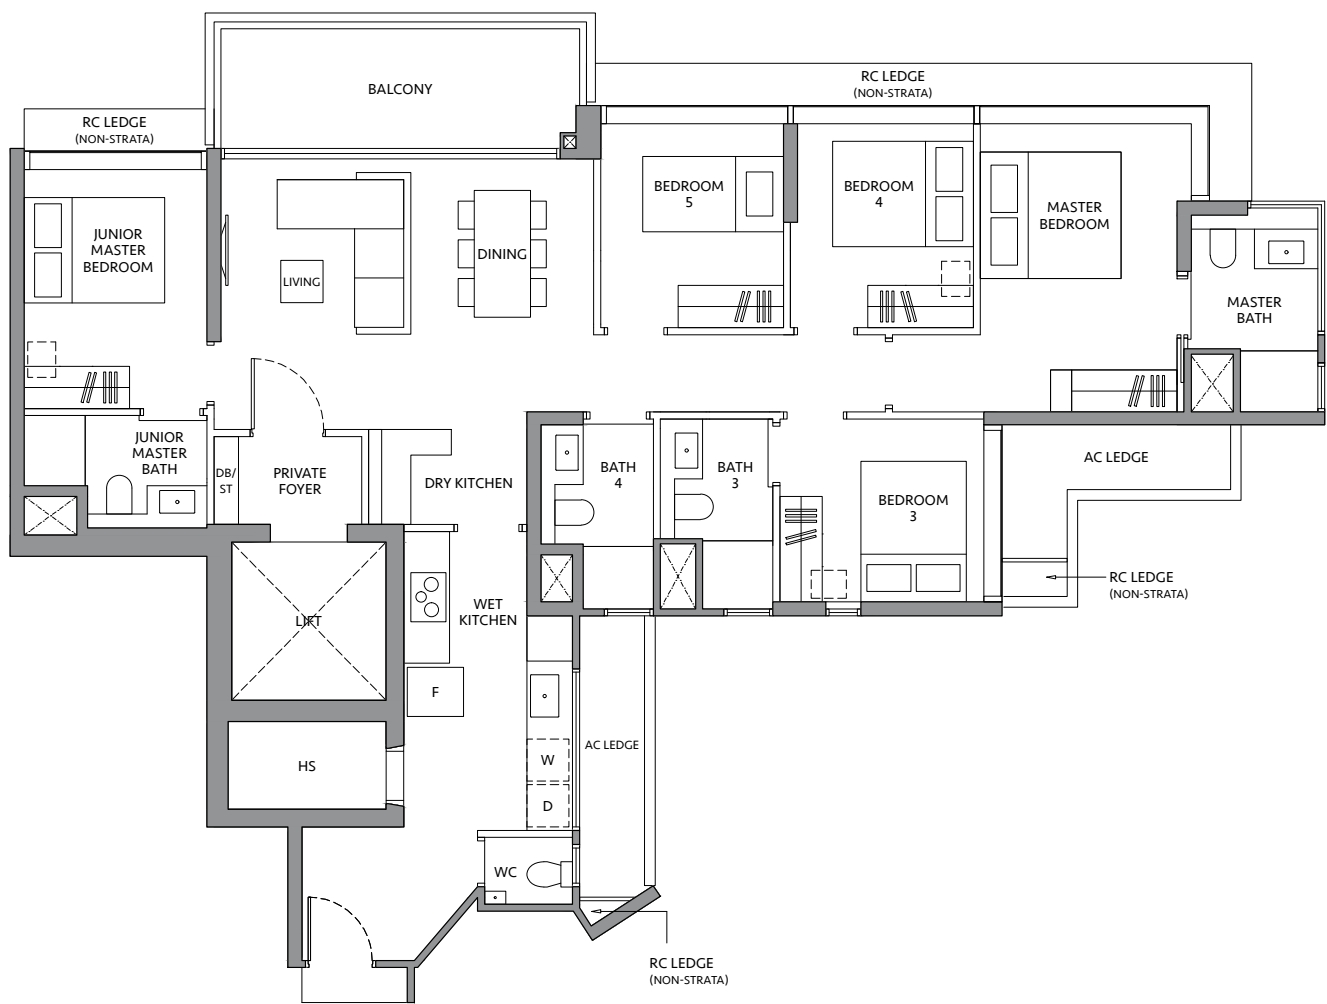 BALCONY
RC LEDGE
(NON-STRATA)
RC LEDGE
(NON-STRATA)
JUNIOR
MASTER
BEDROOM
LIVING
DINING
BEDROOM
5
BEDROOM
4
MASTER
BEDROOM
MASTER
BATH
JUNIOR
MASTER
BATH
DB/
ST
PRIVATE
FOYER
DRY KITCHEN
BATH
4
BATH
3
BEDROOM
3
AC LEDGE
RC LEDGE
(NON-STRATA)
LIFT
WET
KITCHEN
F
HS
W
D
AC LEDGE
WC
RC LEDGE
(NON-STRATA)